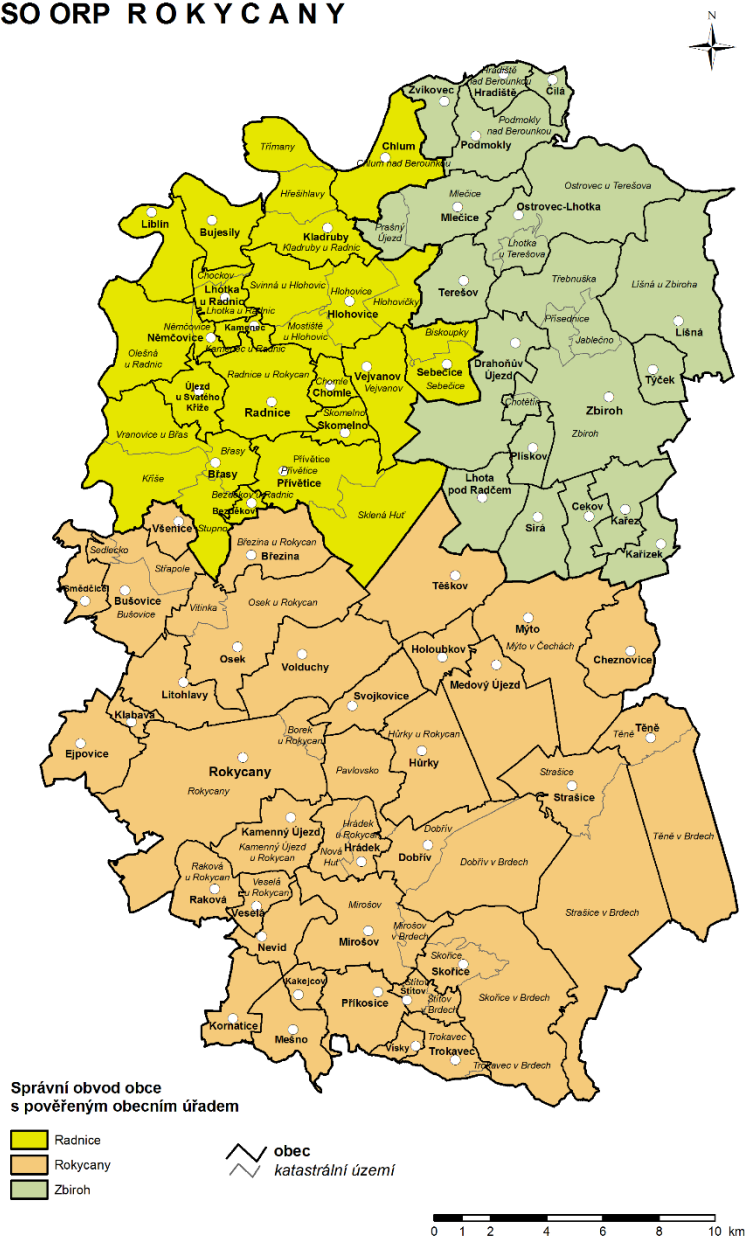 SO ORP ROKYCANY
N
Hradiště
nad Berounkou
Hradiště
Zvíkovec
Čilá
Podmokly
nad Berounkou
Podmokly
Třímany
Chlum
Chlum nad Berounkou
Hřešihlavy
Mlečice
Mlečice
Ostrovec u Terešova
Ostrovec-Lhotka
Liblín
Bujesily
Kladruby
Kladruby u Radnic
Prašný
Újezd
Lhotka
u Terešova
Chockov
Lhotka
u Radnic
Lhotka u Radnic
Svinná u Hlohovic
Hlohovice
Hlohovičky
Hlohovice
Terešov
Třebnuška
Lišná u Zbiroha
Lišná
Němčovice
Němčovice
Kamenec
Kamenec u Radnic
Mostiště
u Hlohovic
Biskoupky
Přísednice
Jablečno
Olešná
u Radnic
Radnice u Rokycan
Radnice
Chomle
Chomle
Vejvanov
Vejvanov
Sebečice
Sebečice
Drahoňův
Újezd
Týček
Újezd
u Svatého
Kříže
Skomelno
Skomelno
Chotětín
Zbiroh
Zbiroh
Vranovice u Břas
Břasy
Břasy
Přívětice
Přívětice
Přívětice
Plískov
Kříše
Bezděkov u Radnic
Bezděkov
Sklená Huť
Lhota
pod Radčem
Sirá
Cekov
Kařez
Kařízek
Všenice
Stupno
Březina u Rokycan
Březina
Sedlecko
Střapole
Smědčice
Bušovice
Bušovice
Vitinka
Osek u Rokycan
Těškov
Mýto
Mýto v Čechách
Cheznovice
Osek
Volduchy
Holoubkov
Medový Újezd
Litohlavy
Svojkovice
Klabava
Ejpovice
Borek
u Rokycan
Hůrky u Rokycan
Hůrky
Těně
Těně
Rokycany
Rokycany
Pavlovsko
Strašice
Strašice
Kamenný Újezd
Kamenný Újezd
u Rokycan
Hrádek
u Rokycan
Nová
Huť
Hrádek
Dobřív
Dobřív
Dobřív v Brdech
Těně v Brdech
Raková
u Rokycan
Raková
Veselá
u Rokycan
Veselá
Mirošov
Mirošov
Mirošov
v Brdech
Strašice v Brdech
Nevid
Skořice
Skořice
Skořice v Brdech
Kakejcov
Příkosice
Štítov
Štítov
Štítov
v Brdech
Kornatice
Mešno
Vísky
Trokavec
Trokavec
Trokavec v Brdech
Správní obvod obce
s pověřeným obecním úřadem
Radnice
Rokycany
Zbiroh
obec
katastrální území
0 1 2 4 6 8 10 km